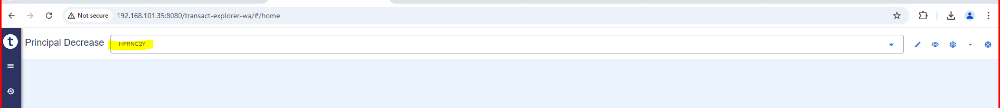 Not secure 192.168.101.35:8080/transact-explorer-wa/#/home
t
Principal Decrease HPRNC2Y